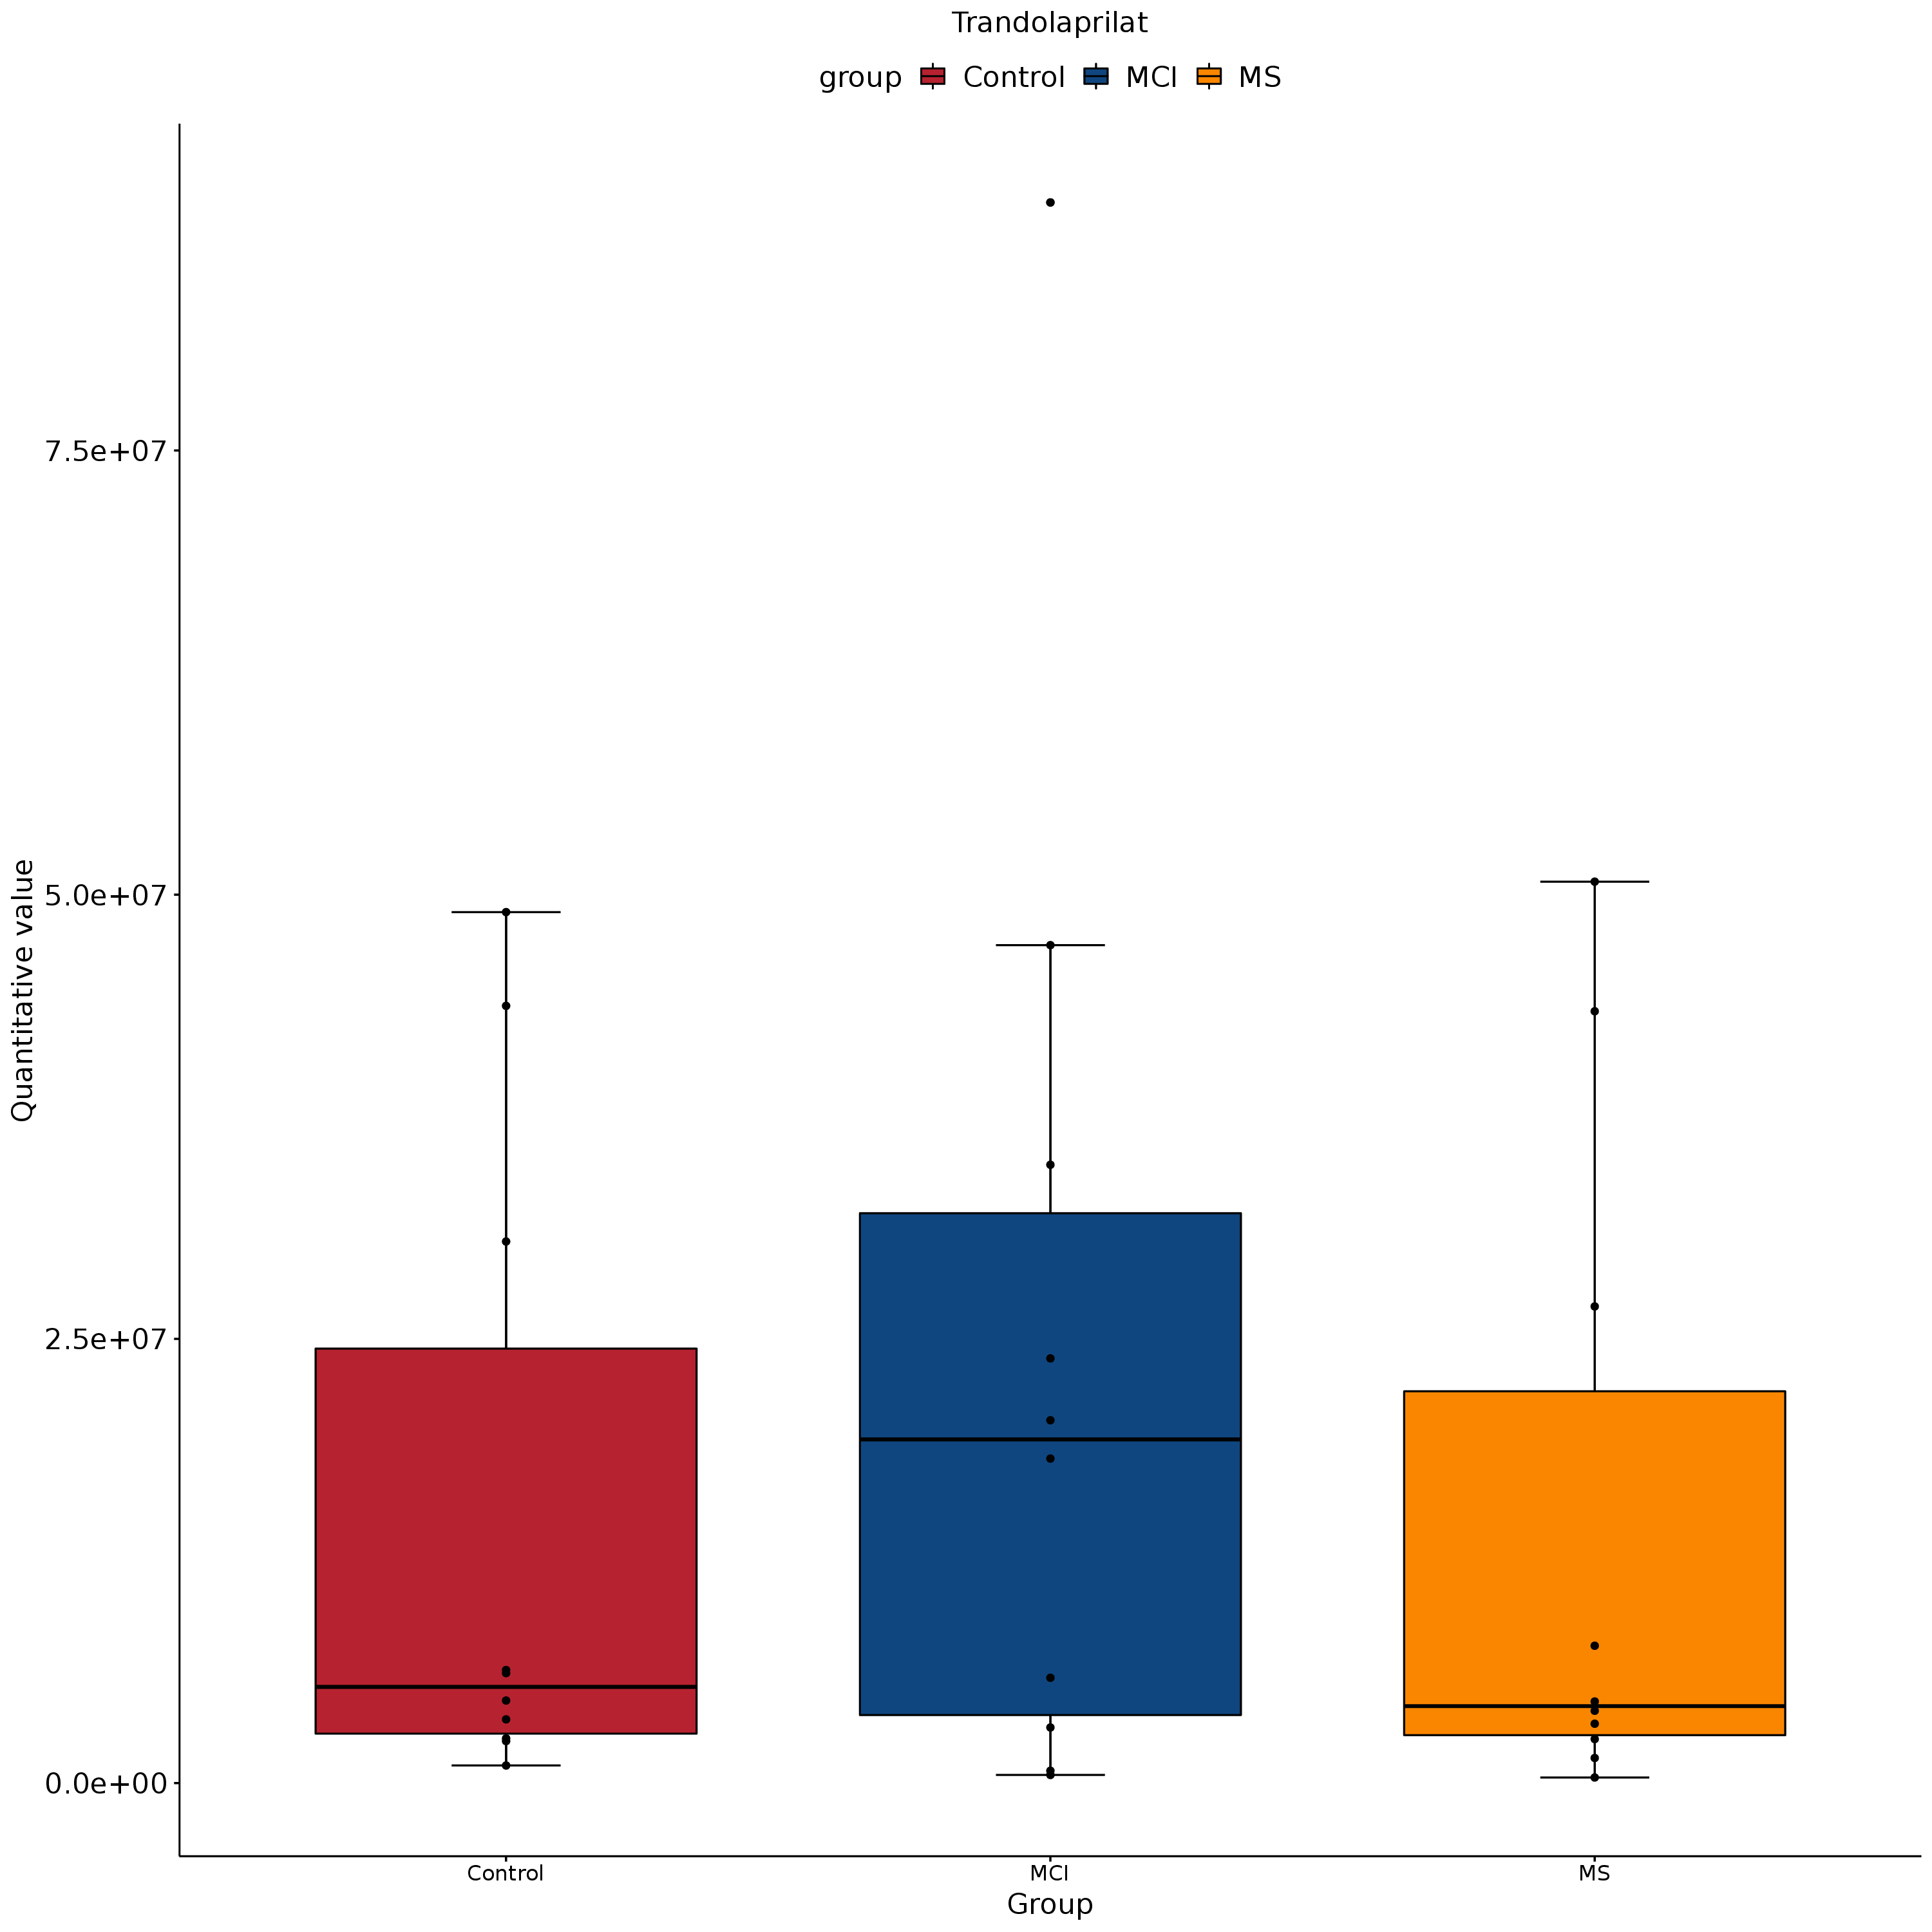 Trandolaprilat
group Control MCI MS
7.5e+07
5.0e+07
2.5e+07
0.0e+00
Quantitative value
Control MCI MS
Group